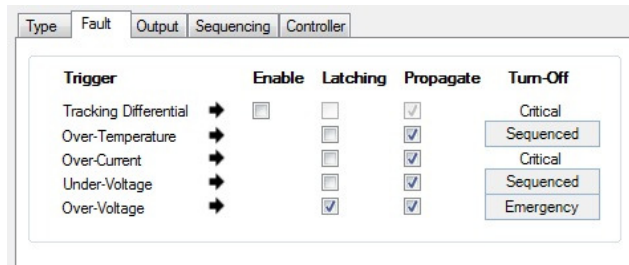 Type Fault Output Sequencing Controller
Trigger Enable Latching Propagate Turn-Off
Tracking Differential Critical
Over-Temperature Sequenced
Over-Current Critical
Under-Voltage Sequenced
Over-Voltage Emergency